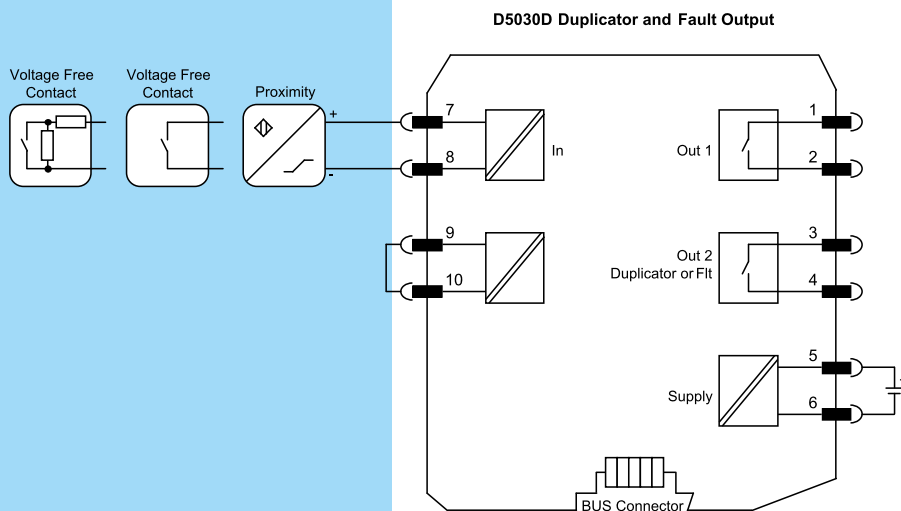 D5030D Duplicator and Fault Output
Voltage Free
Contact
Voltage Free
Contact
Proximity
+
-
7
8
In
9
10
Out 1
1
2
Out 2
Duplicator or Flt
3
4
Supply
5
6
BUS Connector